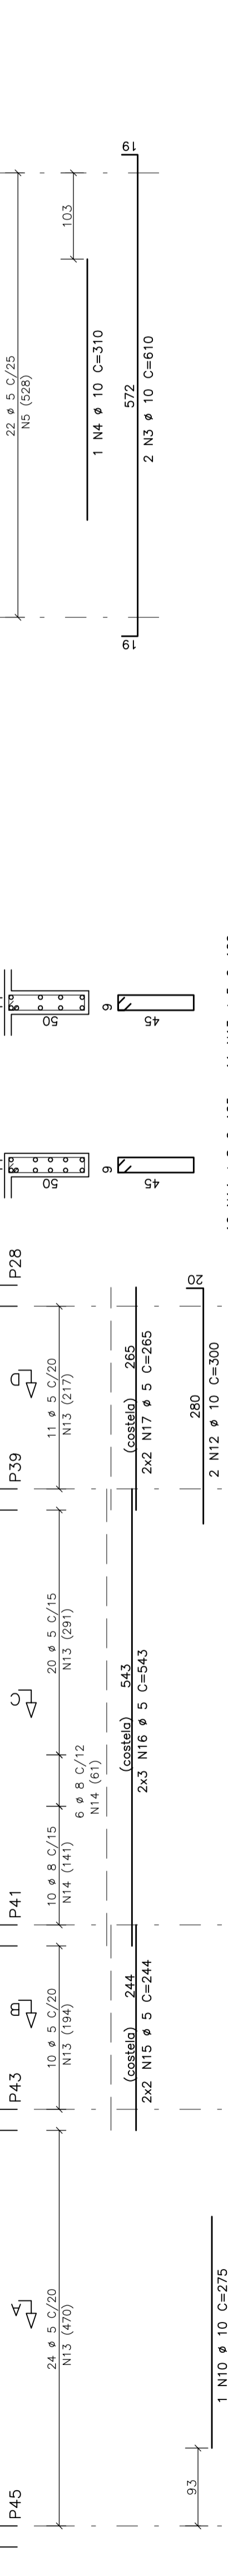 22 ø 5 C/25
N5 (528)
103
1 N4 ø 10 C=310
19
572
2 N3 ø 10 C=610
19
50
50
9
9
45
45
P28
D
11 ø 5 C/20
N13 (217)
(costela)
265
2x2 N17 ø 5 C=265
20
280
2 N12 ø 10 C=300
P39
C
20 ø 5 C/15
N13 (291)
6 ø 8 C/12
N14 (61)
10 ø 8 C/15
N14 (141)
(costela)
543
2x3 N16 ø 5 C=543
P41
B
10 ø 5 C/20
N13 (194)
(costela)
244
2x2 N15 ø 5 C=244
P43
A
24 ø 5 C/20
N13 (470)
1 N10 ø 10 C=275
93
P45